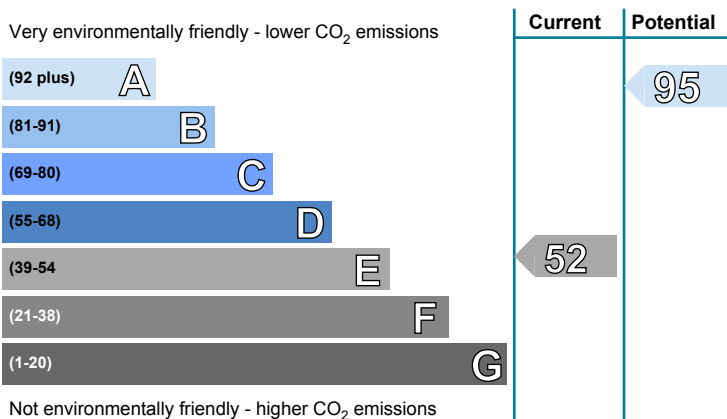 Current Potential
Very environmentally friendly - lower CO2 emissions
(92 plus) A 95
(81-91) B
(69-80) C
(55-68) D
(39-54 E 52
(21-38) F
(1-20) G
Not environmentally friendly - higher CO2 emissions